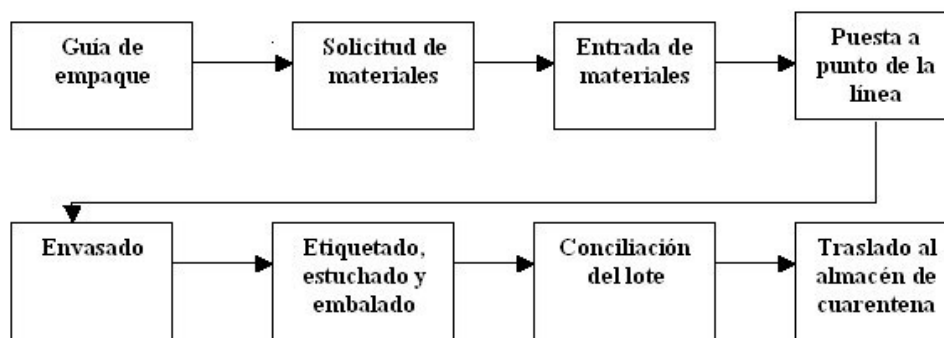 Guía de
empaque
Solicitud de
materiales
Entrada de
materiales
Puesta a
punto de la
línea
Envasado
Etiquetado,
estuchado y
embalado
Conciliación
del lote
Traslado al
almacén de
cuarentena